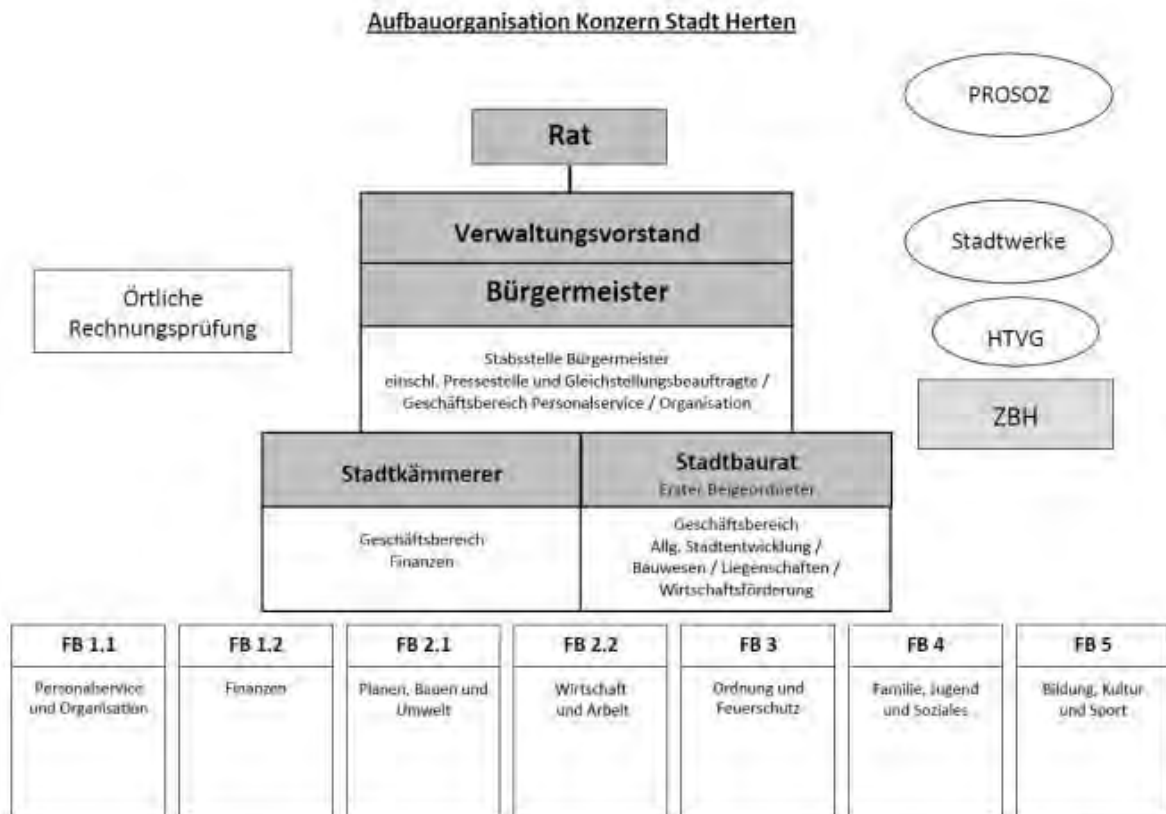 Aufbauorganisation Konzern Stadt Herten
PROSOZ
Rat
Verwaltungsvorstand
Stadtwerke
Bürgermeister
Örtliche
Rechnungsprüfung
HTVG
Stabsstelle Bürgermeister
einschl. Pressestelle und Gleichstellungsbeauftragte /
Geschäftsbereich Personalservice / Organisation
ZBH
Stadtkämmerer
Stadtbaurat
Erster Beigeordneter
Geschäftsbereich
Finanzen
Geschäftsbereich
Allg. Stadtentwicklung /
Bauwesen / Liegenschaften /
Wirtschaftsförderung
FB 1.1
Personalservice
und Organisation
FB 1.2
Finanzen
FB 2.1
Planen, Bauen und
Umwelt
FB 2.2
Wirtschaft
und Arbeit
FB 3
Ordnung und
Feuerschutz
FB 4
Familie, Jugend
und Soziales
FB 5
Bildung, Kultur
und Sport